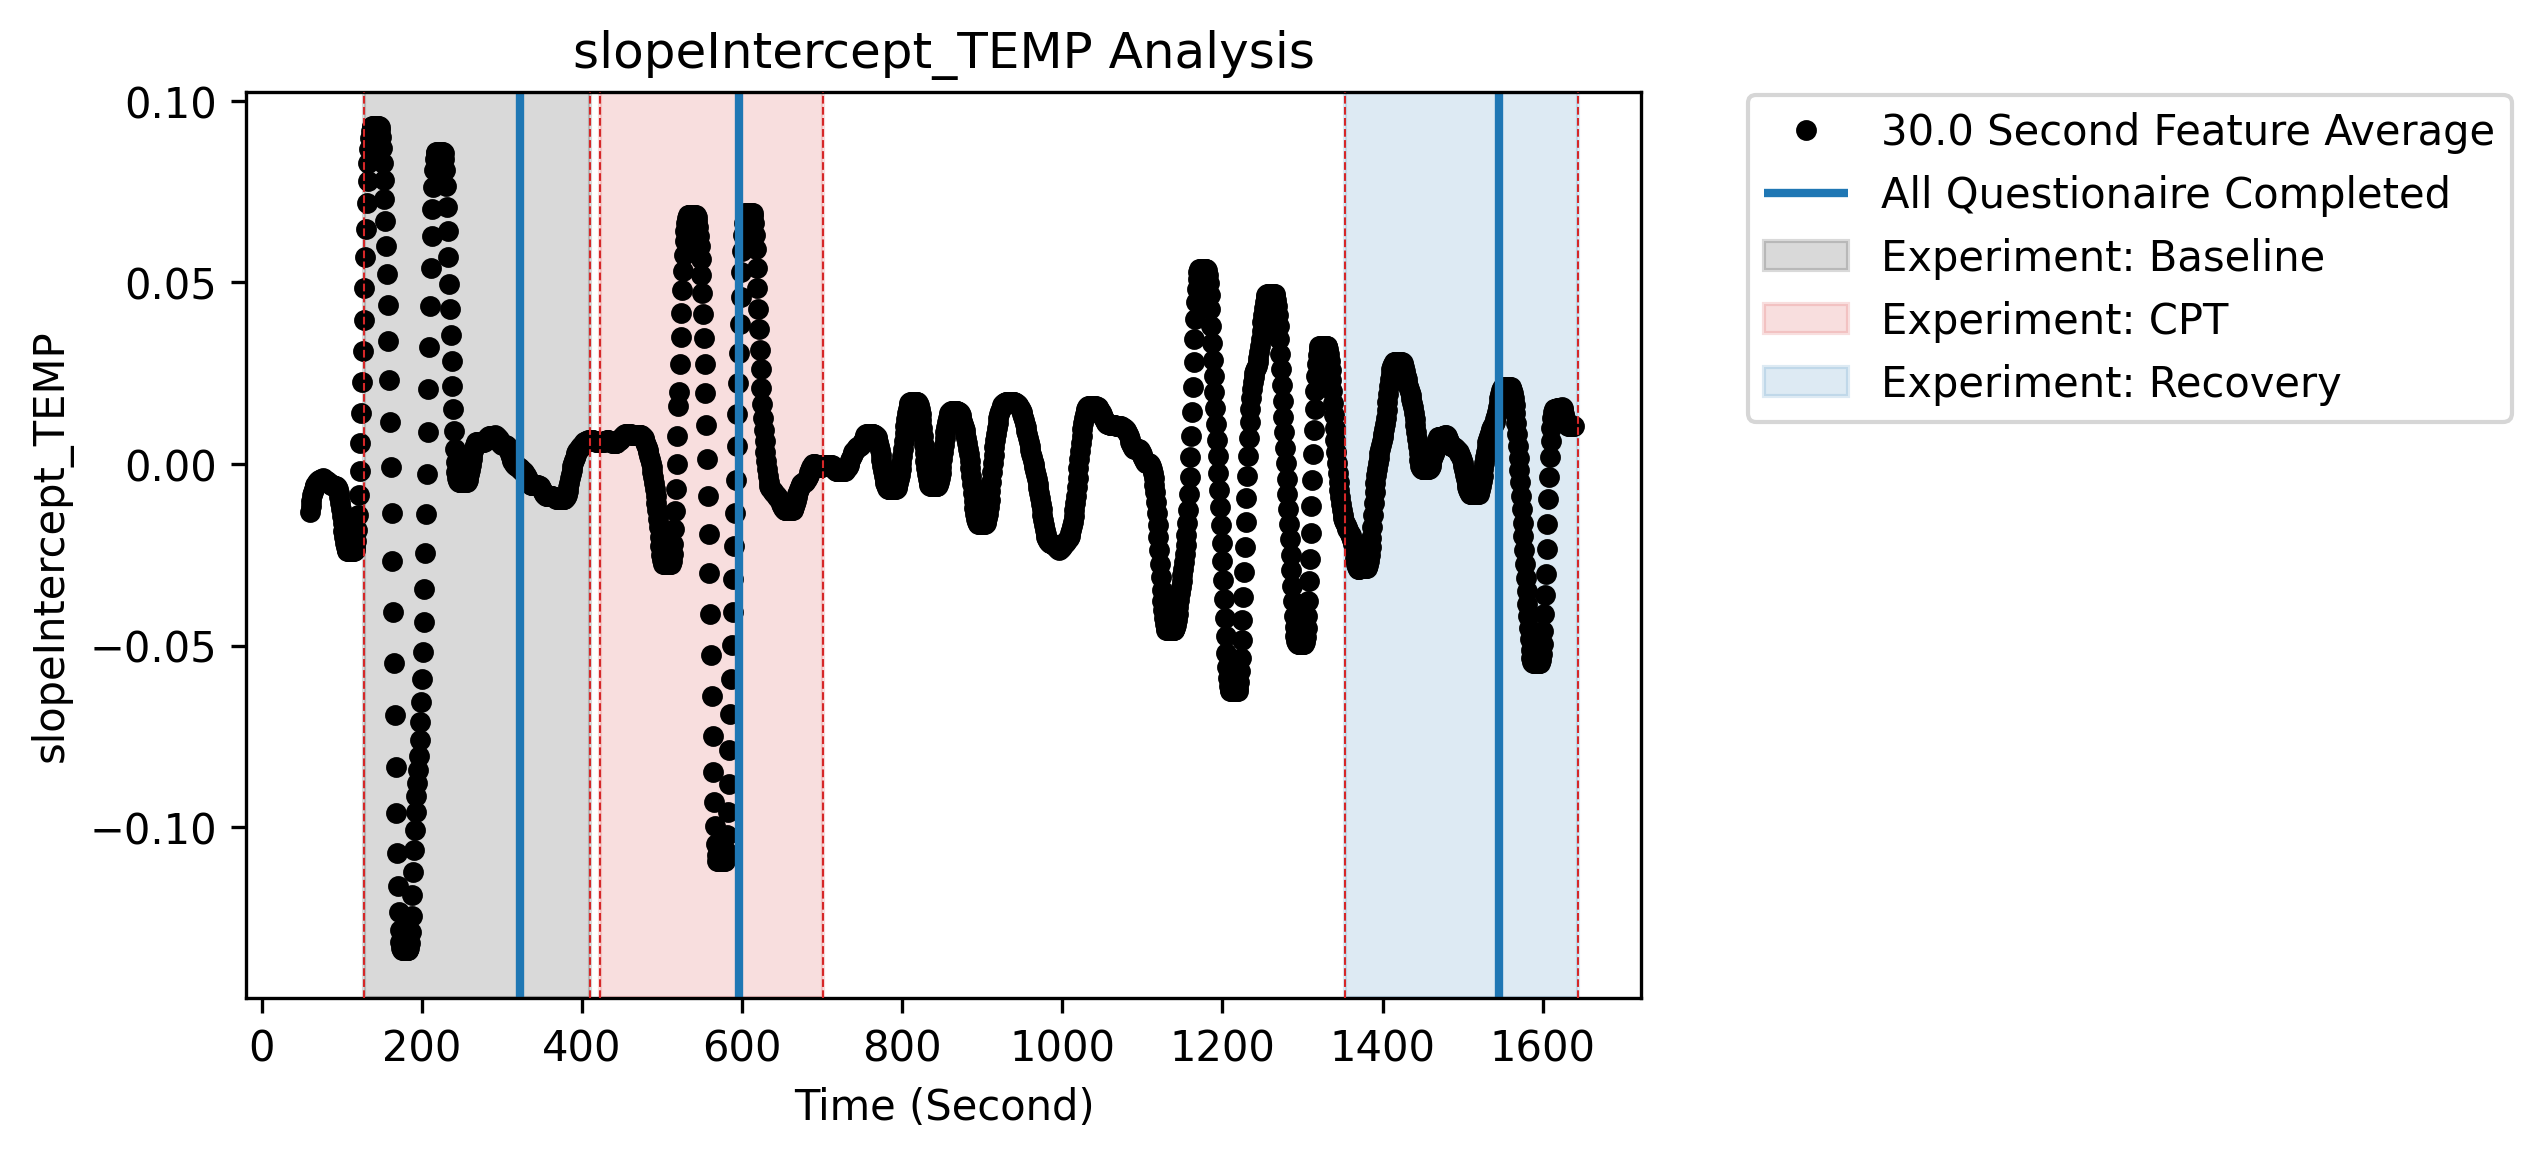 slopeIntercept_TEMP Analysis
0.10
0.05
0.00
−0.05
−0.10
slopeIntercept_TEMP
0 200 400 600 800 1000 1200 1400 1600
Time (Second)
30.0 Second Feature Average
All Questionaire Completed
Experiment: Baseline
Experiment: CPT
Experiment: Recovery